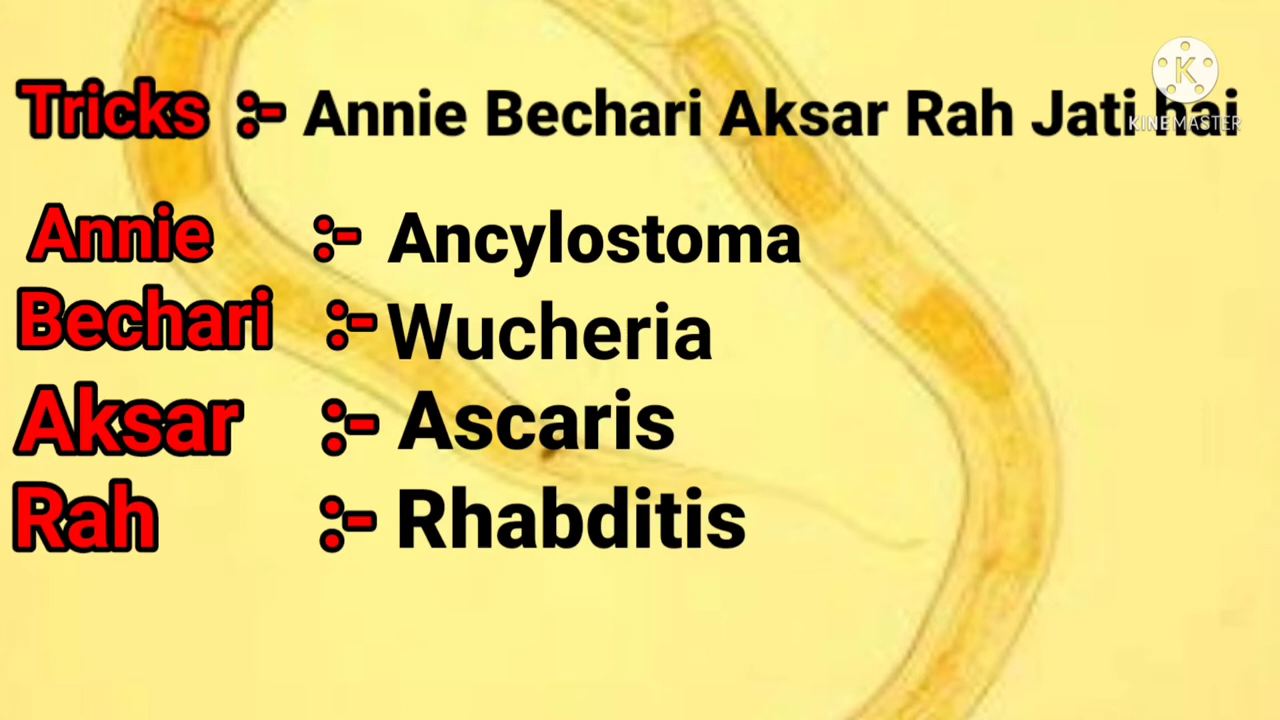 Tricks :- Annie Bechari Aksar Rah Jati hai
KINEMASTER
Annie :- Ancylostoma
Bechari :- Wucheria
Aksar :- Ascaris
Rah :- Rhabditis